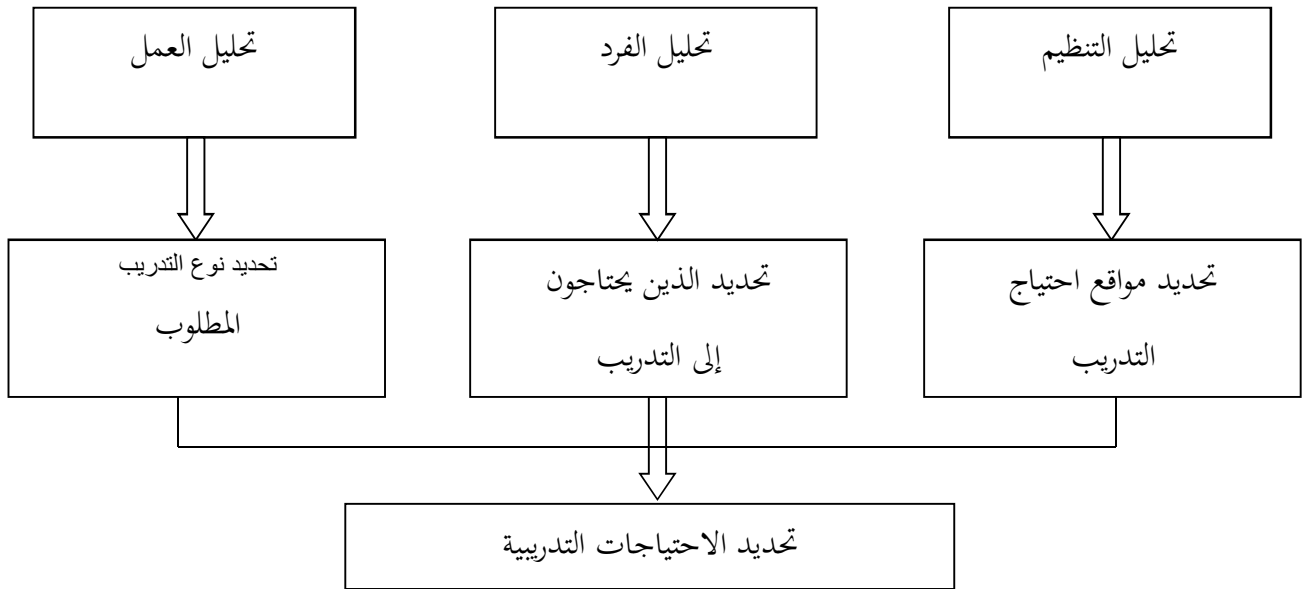 تحليل التنظيم
تحليل الفرد
تحليل العمل
تحديد مواقع احتياج
التدريب
تحديد الذين يحتاجون
إلى التدريب
تحديد نوع التدريب
المطلوب
تحديد الاحتياجات التدريبية